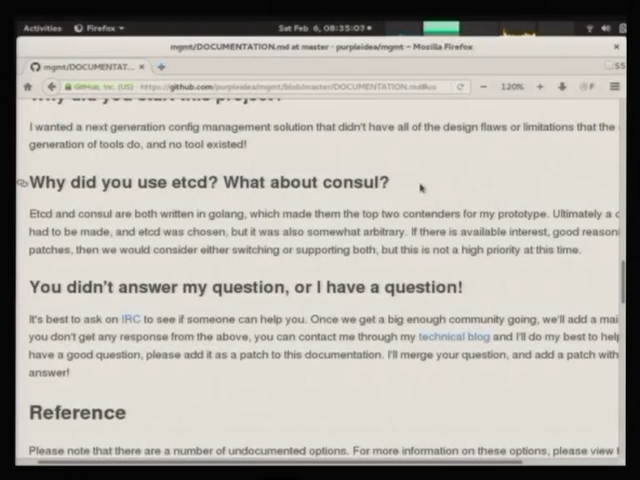 Activities Firefox Sat Feb 6, 08:35:07
mgmt/DOCUMENTATION.md at master · purpleidea/mgmt – Mozilla Firefox
mgmt/DOCUMENTAT...
GitHub, Inc. (US) https://github.com/purpleidea/mgmt/blob/master/DOCUMENTATION.md 120%
Why did you start this project?
I wanted a next generation config management solution that didn't have all of the design flaws or limitations that the
generation of tools do, and no tool existed!
Why did you use etcd? What about consul?
Etcd and consul are both written in golang, which made them the top two contenders for my prototype. Ultimately a
had to be made, and etcd was chosen, but it was also somewhat arbitrary. If there is available interest, good reasoni
patches, then we would consider either switching or supporting both, but this is not a high priority at this time.
You didn't answer my question, or I have a question!
It's best to ask on IRC to see if someone can help you. Once we get a big enough community going, we'll add a mai
you don't get any response from the above, you can contact me through my technical blog and I'll do my best to help
have a good question, please add it as a patch to this documentation. I'll merge your question, and add a patch with
answer!
Reference
Please note that there are a number of undocumented options. For more information on these options, please view